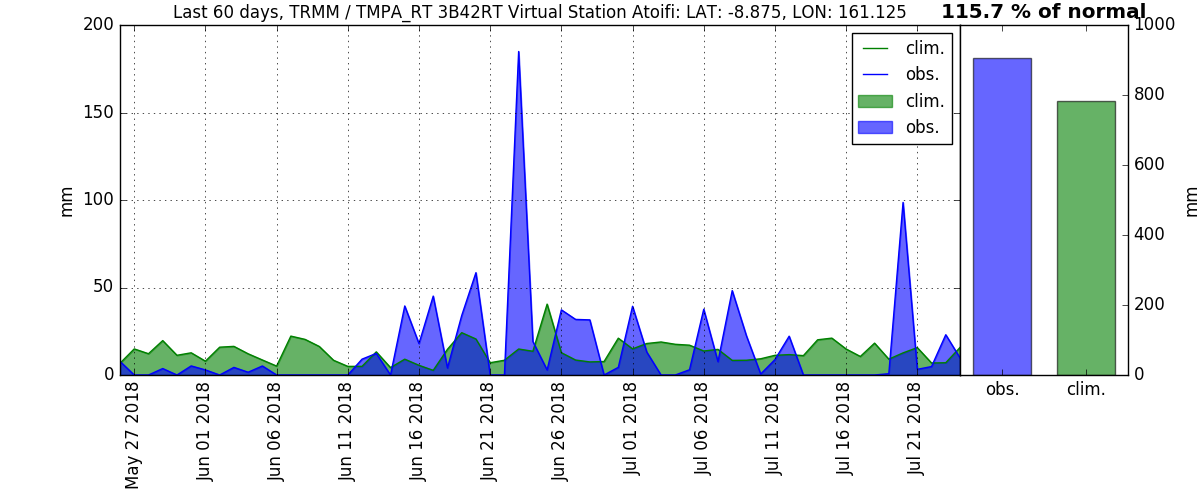 Last 60 days, TRMM / TMPA_RT 3B42RT Virtual Station Atoifi: LAT: -8.875, LON: 161.125
115.7 % of normal
200
150
100
50
0
mm
clim.
obs.
clim.
obs.
May 27 2018
Jun 01 2018
Jun 06 2018
Jun 11 2018
Jun 16 2018
Jun 21 2018
Jun 26 2018
Jul 01 2018
Jul 06 2018
Jul 11 2018
Jul 16 2018
Jul 21 2018
1000
800
600
400
200
0
mm
obs.
clim.